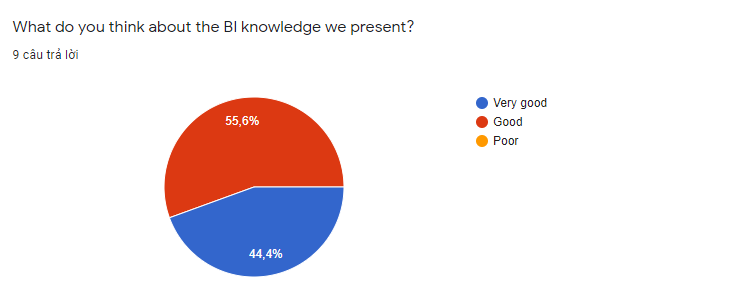 What do you think about the BI knowledge we present?
9 câu trả lời
55,6%
44,4%
Very good
Good
Poor